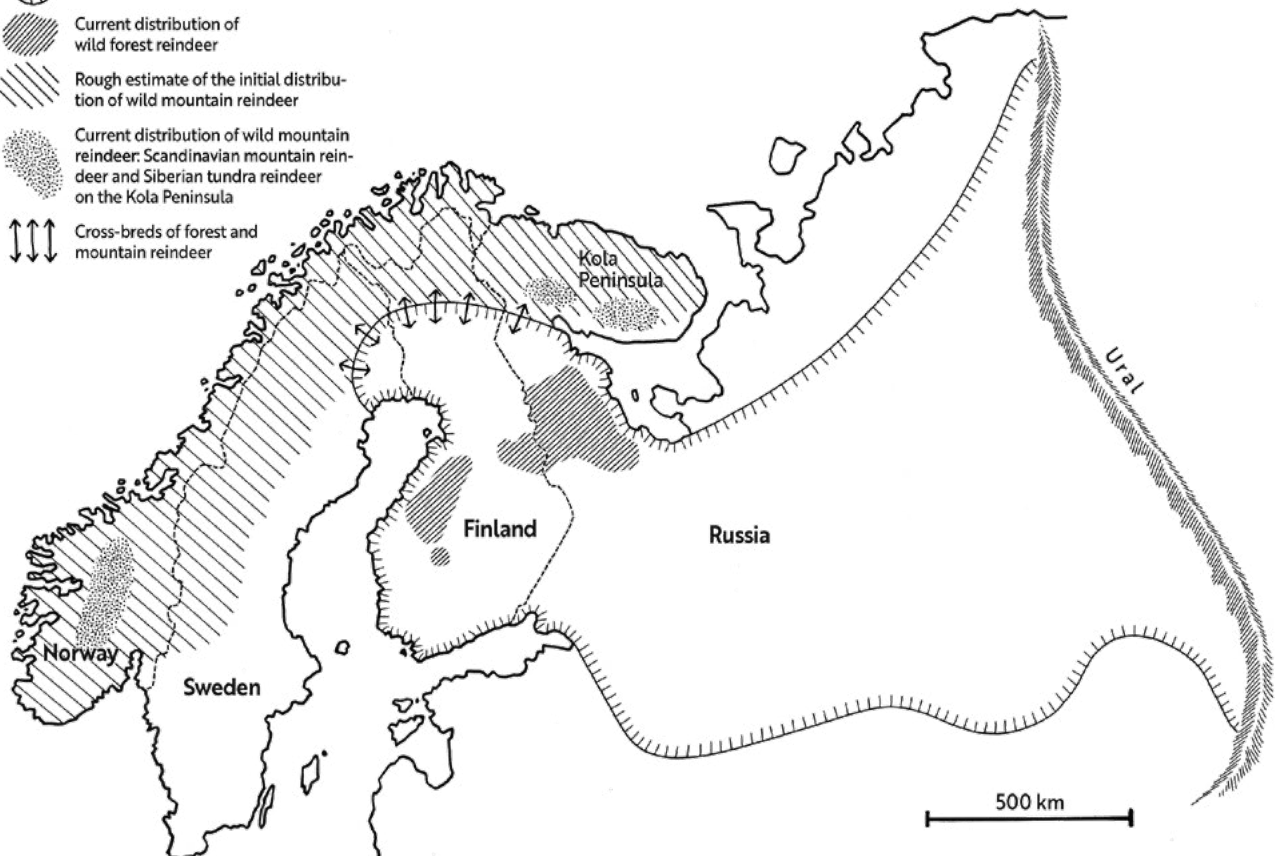 Current distribution of
wild forest reindeer
Rough estimate of the initial distribu-
tion of wild mountain reindeer
Current distribution of wild mountain
reindeer: Scandinavian mountain rein-
deer and Siberian tundra reindeer
on the Kola Peninsula
Cross-breds of forest and
mountain reindeer
Kola
Peninsula
Ural
Finland
Russia
Norway
Sweden
500 km